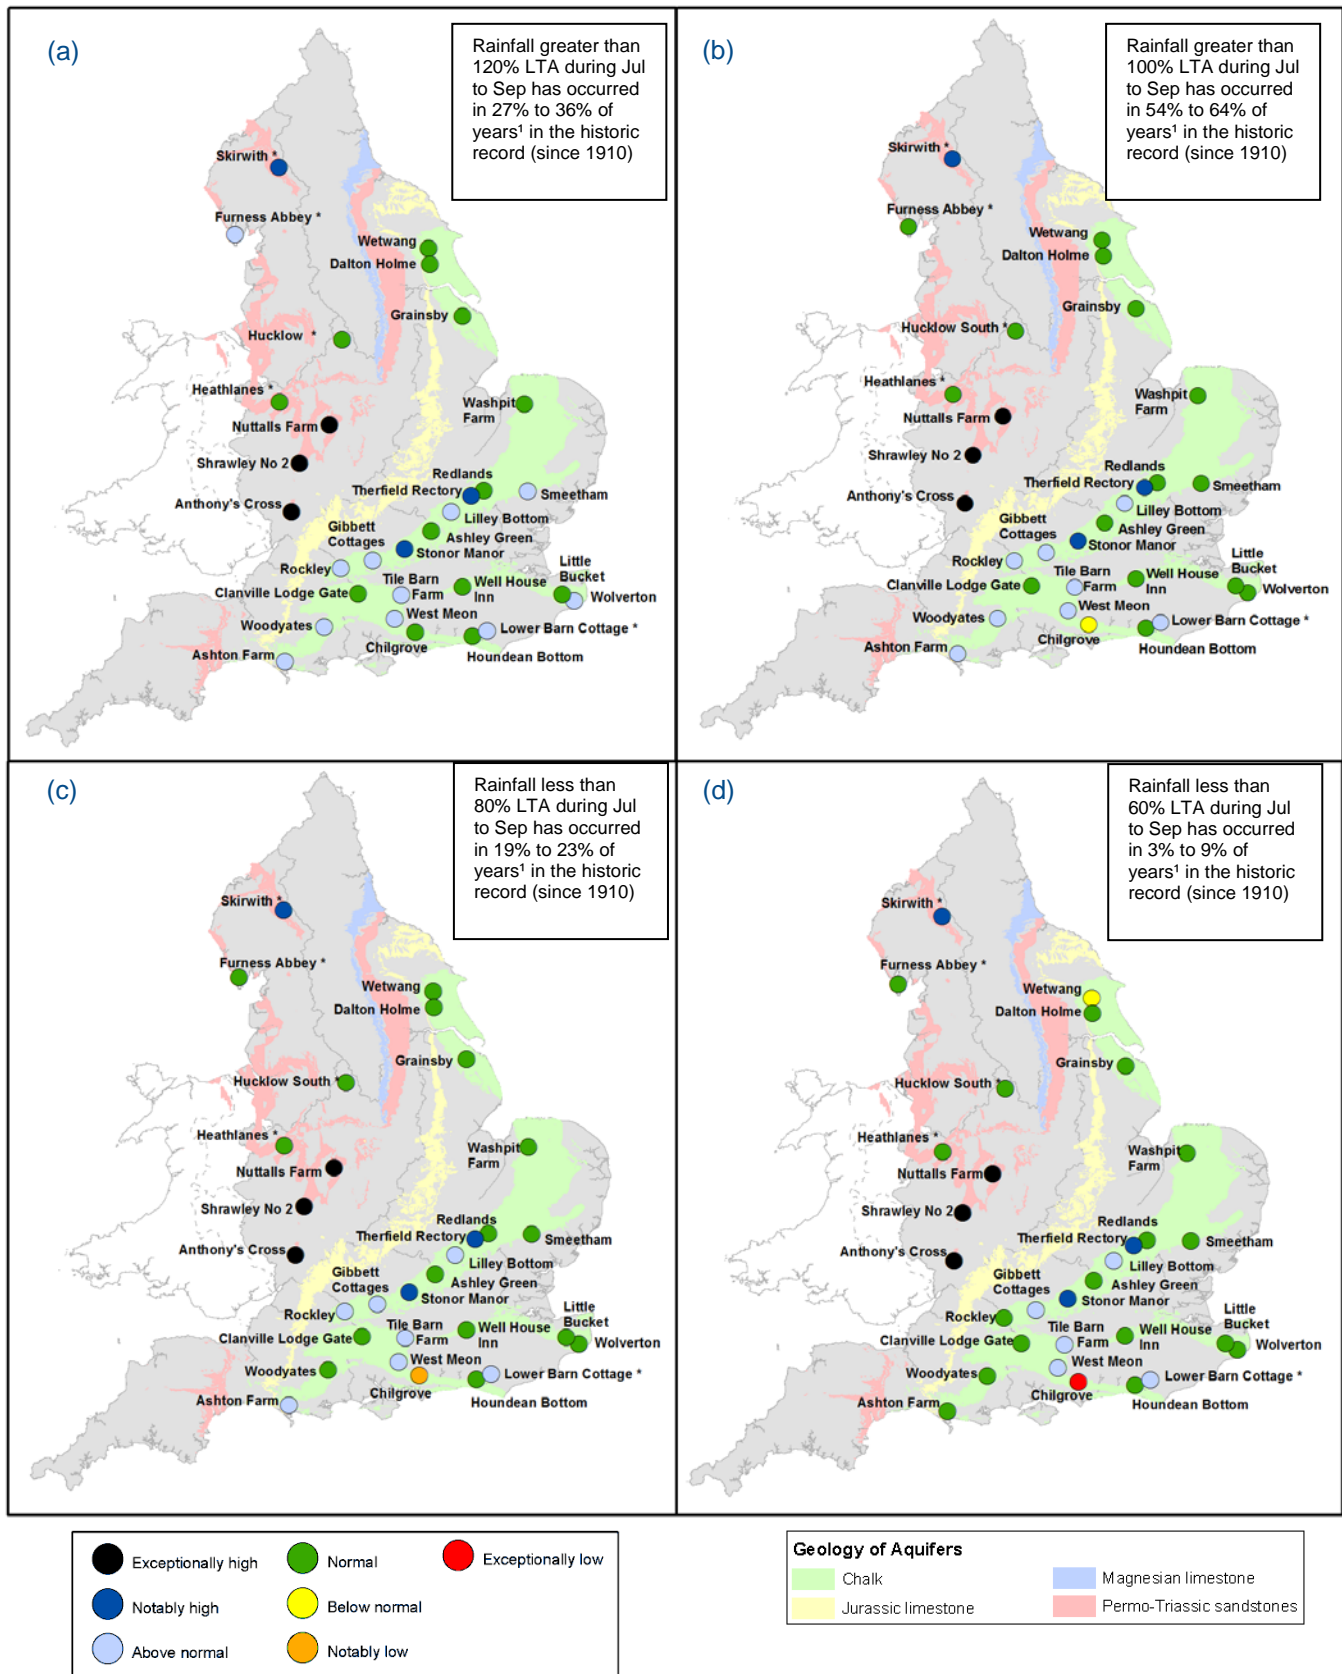 (a)
Rainfall greater than
120% LTA during Jul
to Sep has occurred
in 27% to 36% of
years¹ in the historic
record (since 1910)
Skirwith *
Furness Abbey *
Wetwang
Dalton Holme
Grainsby
Hucklow *
Heathlanes *
Washpit
Farm
Nuttalls Farm
Shrawley No 2
Redlands
Therfield Rectory
Smeetham
Anthony's Cross
Lilley Bottom
Gibbett
Cottages
Ashley Green
Stonor Manor
Little
Bucket
Rockley
Tile Barn
Farm
Well House
Inn
Clanville Lodge Gate
Wolverton
West Meon
Woodyates
Lower Barn Cottage *
Chilgrove
Ashton Farm
Houndean Bottom
(b)
Rainfall greater than
100% LTA during Jul
to Sep has occurred
in 54% to 64% of
years¹ in the historic
record (since 1910)
Skirwith *
Furness Abbey *
Wetwang
Dalton Holme
Grainsby
Hucklow South *
Heathlanes *
Washpit
Farm
Nuttalls Farm
Shrawley No 2
Redlands
Therfield Rectory
Smeetham
Anthony's Cross
Lilley Bottom
Gibbett
Cottages
Ashley Green
Stonor Manor
Little
Bucket
Rockley
Tile Barn
Farm
Well House
Inn
Clanville Lodge Gate
Wolverton
West Meon
Woodyates
Lower Barn Cottage *
Chilgrove
Ashton Farm
Houndean Bottom
(c)
Rainfall less than
80% LTA during Jul
to Sep has occurred
in 19% to 23% of
years¹ in the historic
record (since 1910)
Skirwith *
Furness Abbey *
Wetwang
Dalton Holme
Grainsby
Hucklow South *
Heathlanes *
Washpit
Farm
Nuttalls Farm
Shrawley No 2
Redlands
Therfield Rectory
Smeetham
Anthony's Cross
Lilley Bottom
Gibbett
Cottages
Ashley Green
Stonor Manor
Little
Bucket
Rockley
Tile Barn
Farm
Well House
Inn
Clanville Lodge Gate
Wolverton
West Meon
Woodyates
Lower Barn Cottage *
Chilgrove
Ashton Farm
Houndean Bottom
(d)
Rainfall less than
60% LTA during Jul
to Sep has occurred
in 3% to 9% of
years¹ in the historic
record (since 1910)
Skirwith *
Furness Abbey *
Wetwang
Dalton Holme
Grainsby
Hucklow South *
Heathlanes *
Washpit
Farm
Nuttalls Farm
Shrawley No 2
Redlands
Therfield Rectory
Smeetham
Anthony's Cross
Lilley Bottom
Gibbett
Cottages
Ashley Green
Stonor Manor
Little
Bucket
Rockley
Tile Barn
Farm
Well House
Inn
Clanville Lodge Gate
Wolverton
West Meon
Woodyates
Lower Barn Cottage *
Chilgrove
Ashton Farm
Houndean Bottom
Exceptionally high
Normal
Exceptionally low
Notably high
Below normal
Above normal
Notably low
Geology of Aquifers
Chalk
Magnesian limestone
Jurassic limestone
Permo-Triassic sandstones